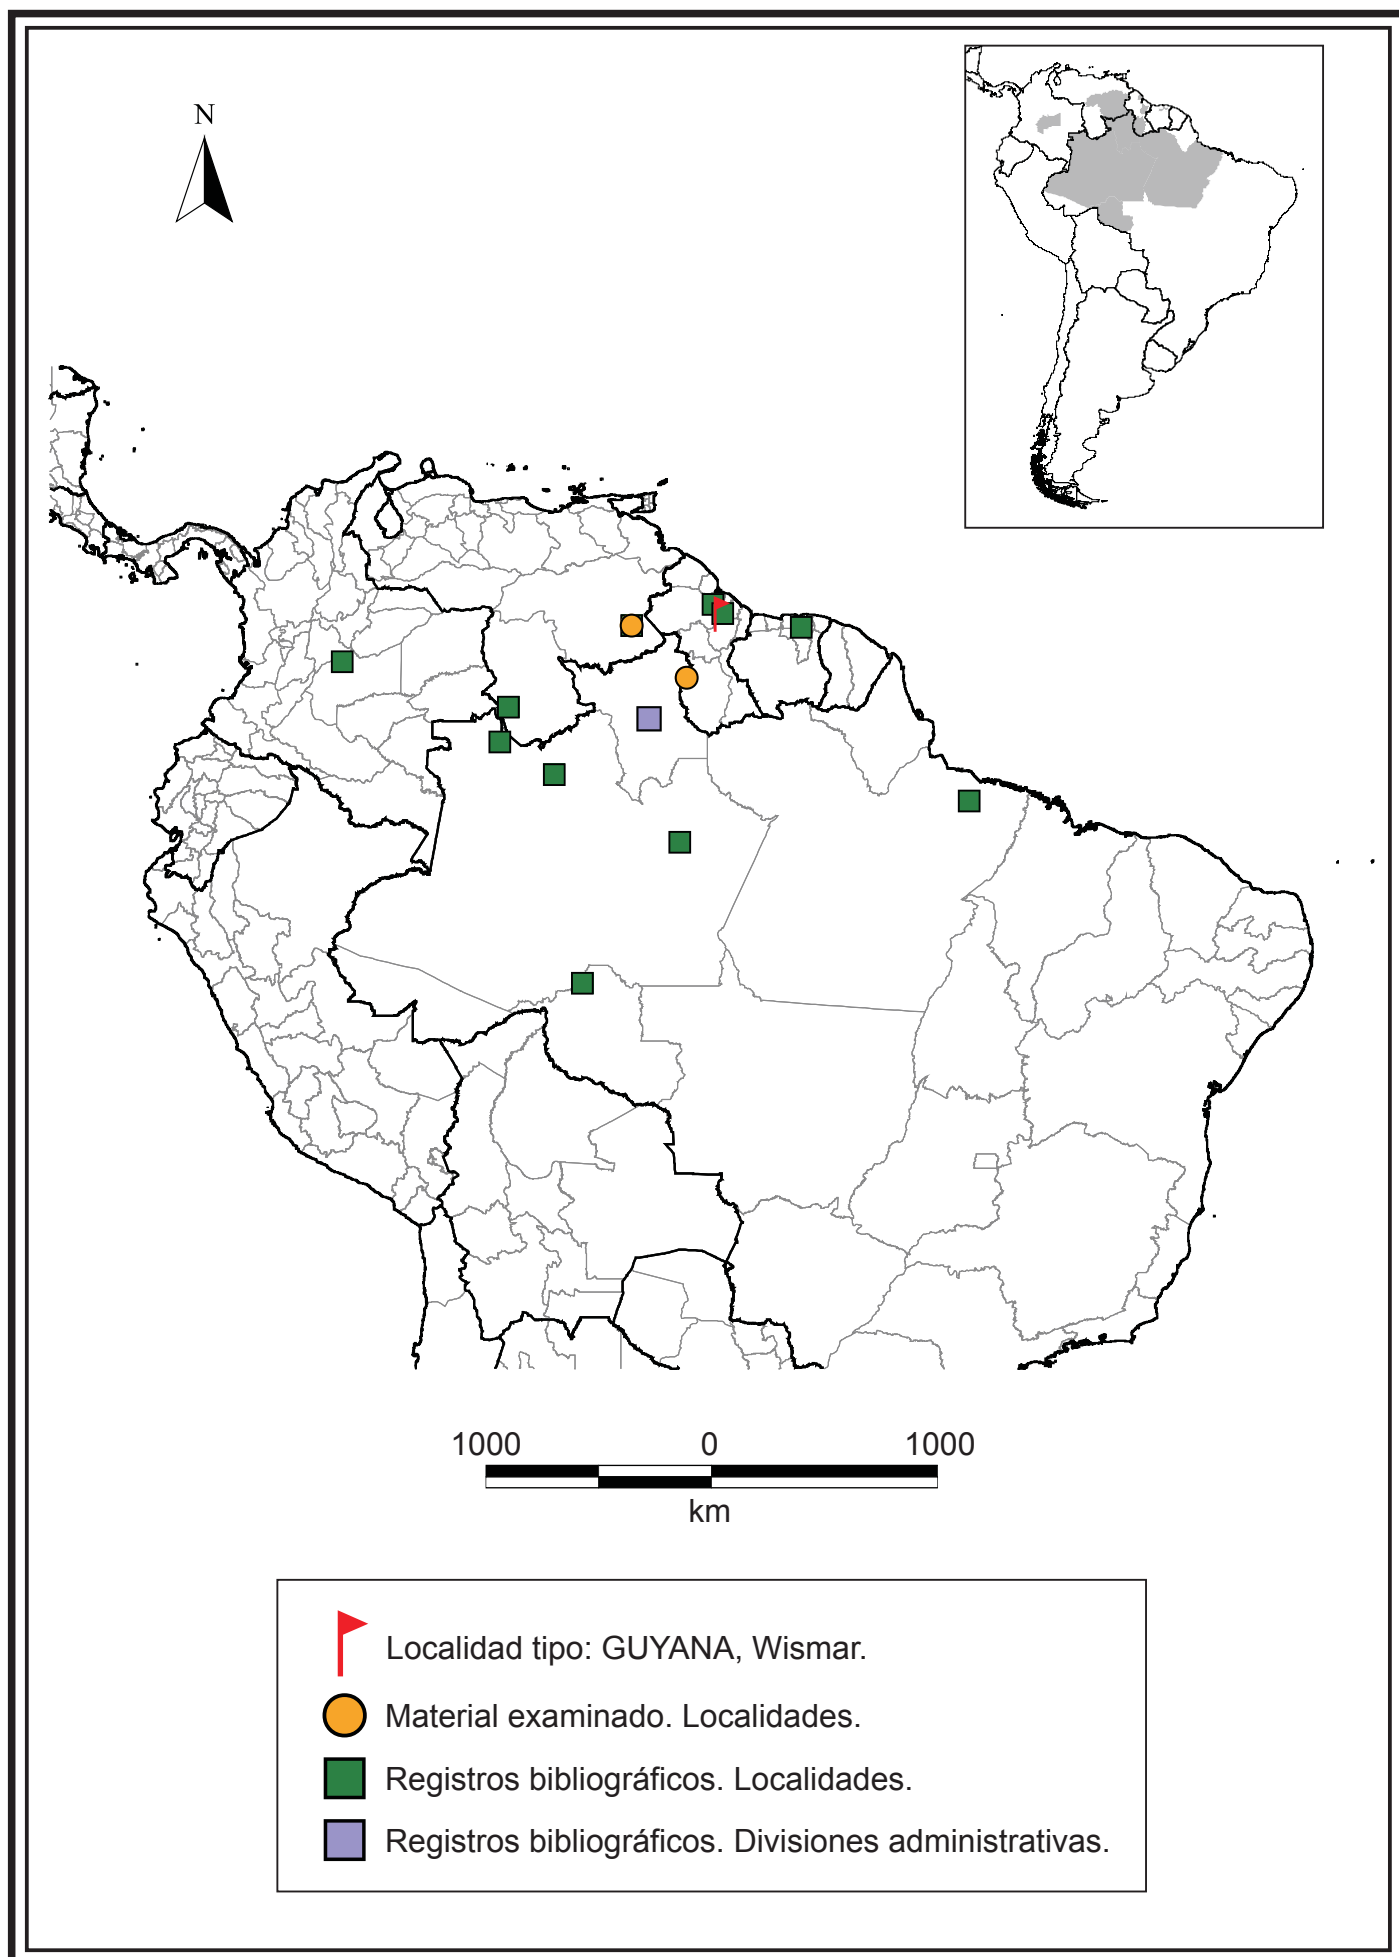 N
1000 0 1000
km
Localidad tipo: GUYANA, Wismar.
Material examinado. Localidades.
Registros bibliográficos. Localidades.
Registros bibliográficos. Divisiones administrativas.